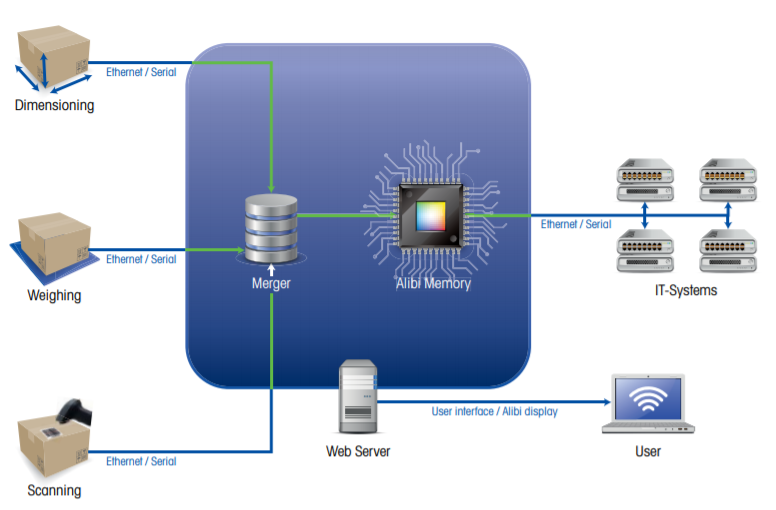 Ethernet / Serial
Dimensioning
Ethernet / Serial
Weighing
Merger
Alibi Memory
Ethernet / Serial
IT-Systems
User interface / Alibi display
Web Server
User
Ethernet / Serial
Scanning